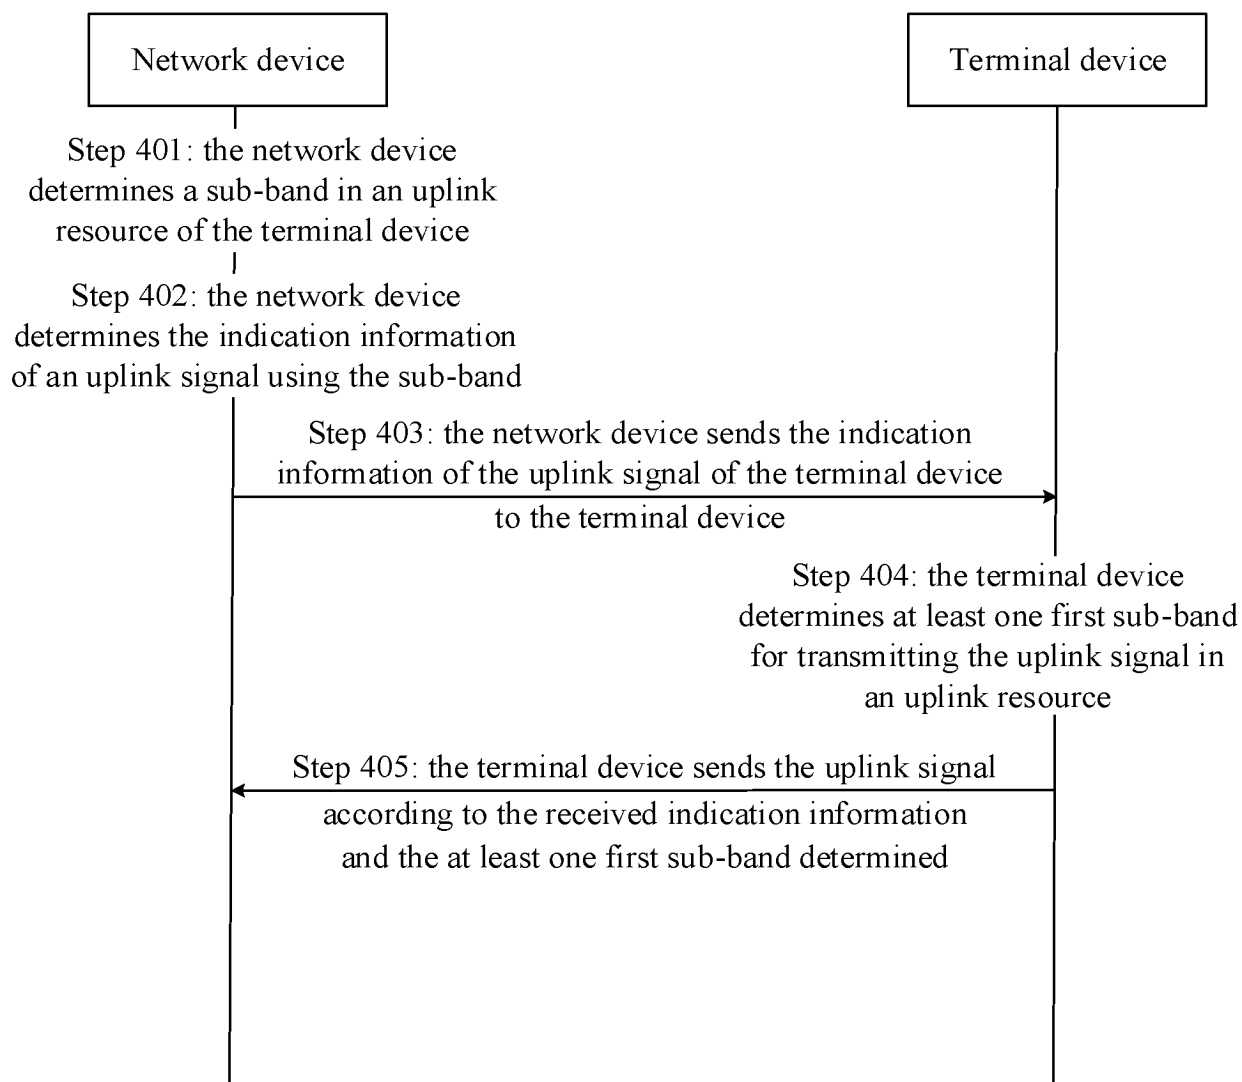 Network device
Terminal device
Step 401: the network device
determines a sub-band in an uplink
resource of the terminal device
Step 402: the network device
determines the indication information
of an uplink signal using the sub-band
Step 403: the network device sends the indication
information of the uplink signal of the terminal device
to the terminal device
Step 404: the terminal device
determines at least one first sub-band
for transmitting the uplink signal in
an uplink resource
Step 405: the terminal device sends the uplink signal
according to the received indication information
and the at least one first sub-band determined